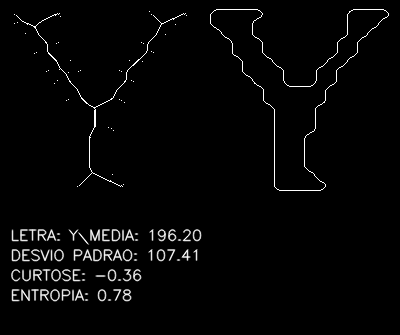 LETRA: Y\MEDIA: 196.20
DESVIO PADRAO: 107.41
CURTOSE: -0.36
ENTROPIA: 0.78